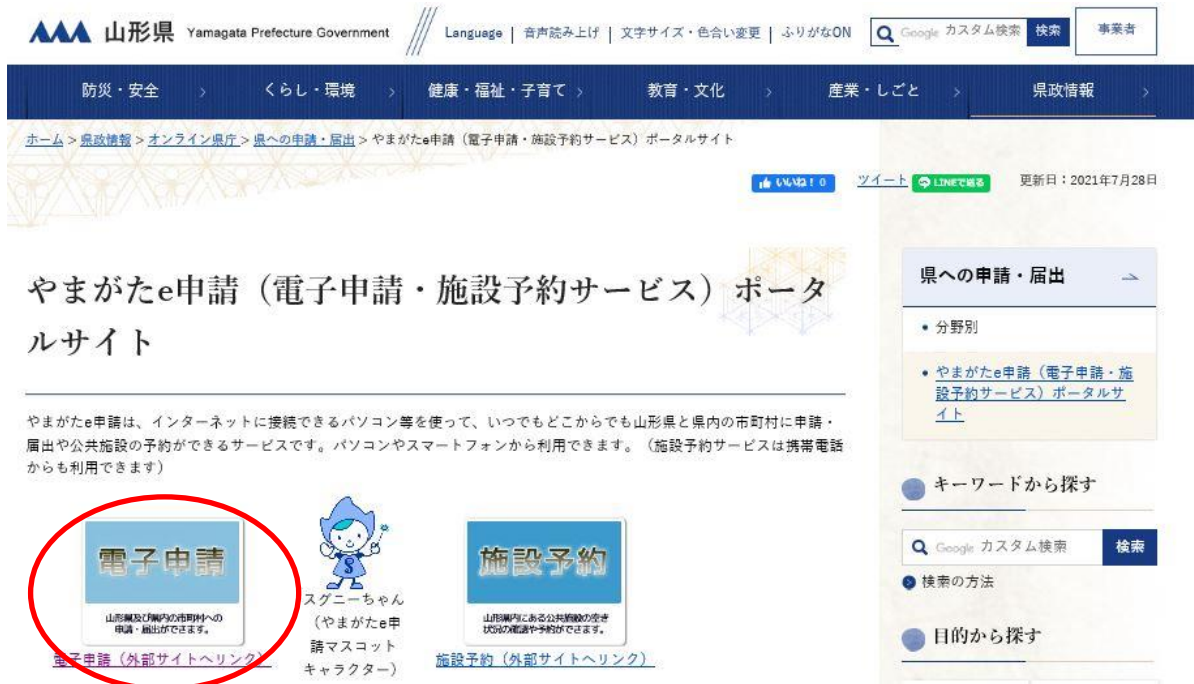 山形県 Yamagata Prefecture Government
Language | 音声読み上げ | 文字サイズ・色合い変更 | ふりがなON
Google カスタム検索 検索
事業者
防災・安全 > くらし・環境 > 健康・福祉・子育て > 教育・文化 > 産業・しごと > 県政情報 >
ホーム > 県政情報 > オンライン県庁 > 県への申請・届出 > やまがたe申請（電子申請・施設予約サービス）ポータルサイト
いいね！ 0 ツイート LINEで送る 更新日：2021年7月28日
やまがたe申請（電子申請・施設予約サービス）ポータ
ルサイト
やまがたe申請は、インターネットに接続できるパソコン等を使って、いつでもどこからでも山形県と県内の市町村に申請・
届出や公共施設の予約ができるサービスです。パソコンやスマートフォンから利用できます。（施設予約サービスは携帯電話
からも利用できます）
電子申請
山形県及び県内の市町村への
申請・届出ができます。
電子申請（外部サイトへリンク）
S
スグニーちゃん
（やまがたe申
請マスコット
キャラクター）
施設予約
山形県内にある公共施設の空き
状況の確認や予約ができます。
施設予約（外部サイトへリンク）
県への申請・届出
• 分野別
• やまがたe申請（電子申請・施
設予約サービス）ポータルサ
イト
キーワードから探す
Google カスタム検索 検索
検索の方法
目的から探す